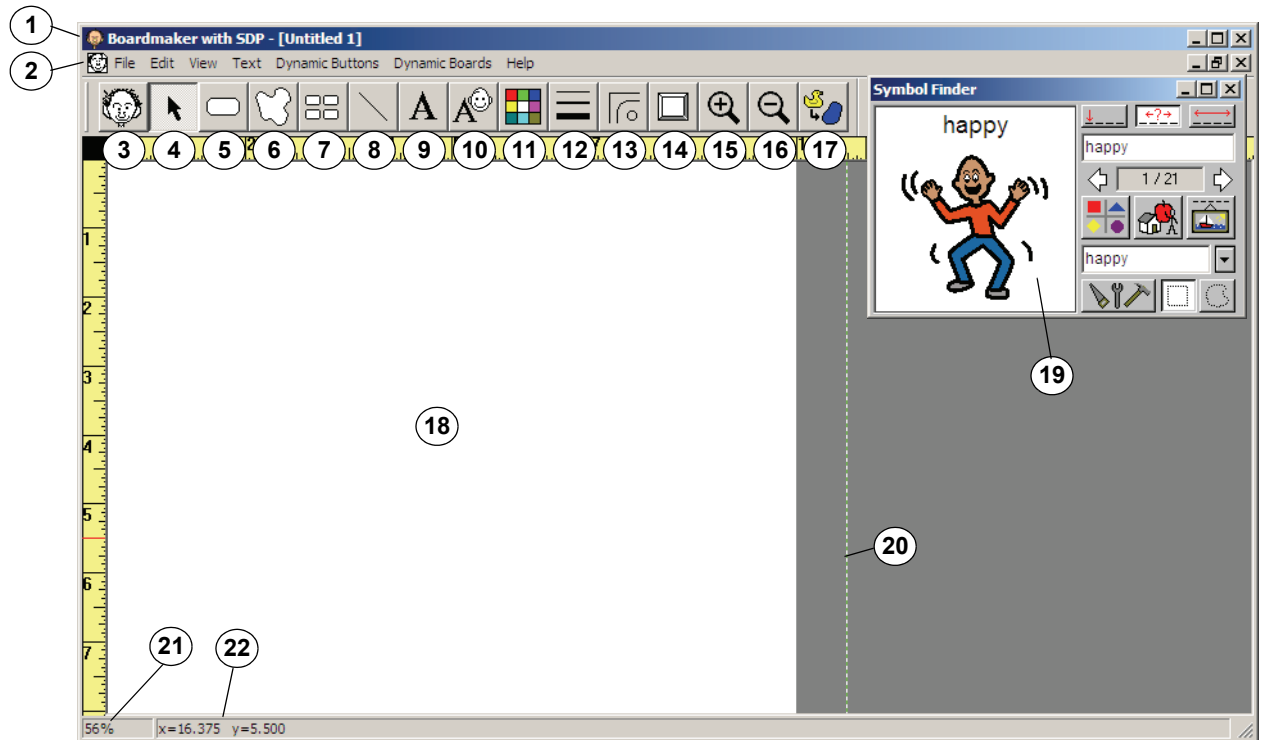 1
Boardmaker with SDP - [Untitled 1]
2
File Edit View Text Dynamic Buttons Dynamic Boards Help
Symbol Finder
A A
3 4 5 6 7 8 9 10 11 12 13 14 15 16 17
happy
happy
1 / 21
happy
1
2
3
4
5
6
7
18
19
20
21 22
56% x=16.375 y=5.500